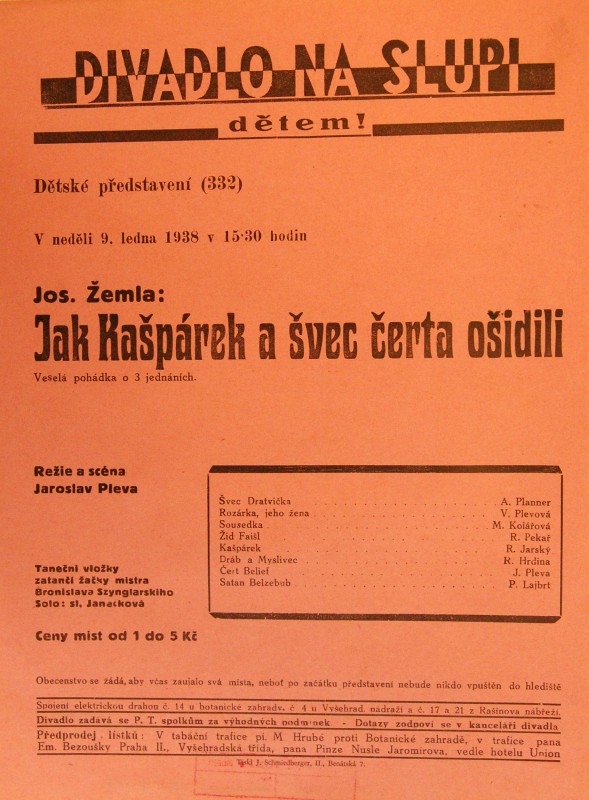 DIVADLO NA SLUPI
dětem!
Dětské představení (332)
V neděli 9. ledna 1938 v 15·30 hodin
Jos. Žemla:
Jak Kašpárek a švec čerta ošidili
Veselá pohádka o 3 jednáních.
Režie a scéna
Jaroslav Pleva
Taneční vložky
zatančí žačky mistra
Bronislava Szynglarského
Solo: sl. Janečková
Ceny míst od 1 do 5 Kč
Švec Dratvička . . . A. Planner
Rozárka, jeho žena . . . V. Plevová
Sousedka . . . M. Kolářová
Žid Faišl . . . R. Pekař
Kašpárek . . . R. Jarský
Dráb a Myslivec . . . R. Hrdina
Čert Belief . . . J. Pleva
Satan Belzebub . . . P. Lajbrt
Obecenstvo se žádá, aby včas zaujalo svá místa, neboť po začátku představení nebude nikdo vpuštěn do hlediště
Spojení elektrickou drahou č. 14 u botanické zahrady, č 4 u Vyšehrad. nádraží a č. 17 a 21 z Rašínova nábřeží.
Divadlo zadává se P. T. spolkům za výhodných podmínek - Dotazy zodpoví se v kanceláři divadla
Předprodej lístků: V tabáční trafice pí. M Hrubé proti Botanické zahradě, v trafice pana
Em. Bezoušky Praha II., Vyšehradská třída, pana Pinze Nusle Jaromírova, vedle hotelu Union
Tiskl J. Schmiedberger, II., Benátská 7.